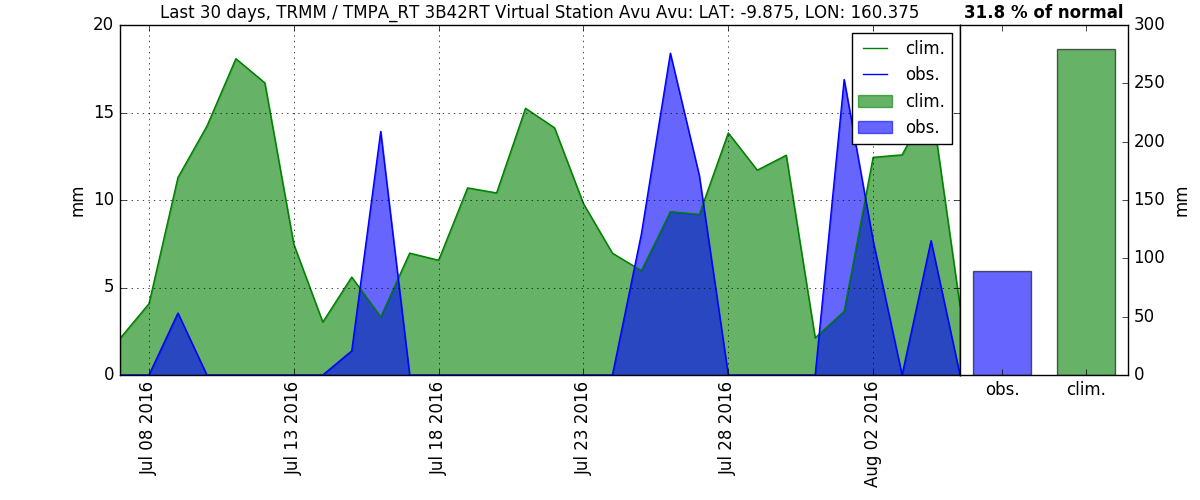 Last 30 days, TRMM / TMPA_RT 3B42RT Virtual Station Avu Avu: LAT: -9.875, LON: 160.375
31.8 % of normal
20
15
10
5
0
mm
clim.
obs.
clim.
obs.
300
250
200
150
100
50
0
mm
Jul 08 2016
Jul 13 2016
Jul 18 2016
Jul 23 2016
Jul 28 2016
Aug 02 2016
obs.
clim.